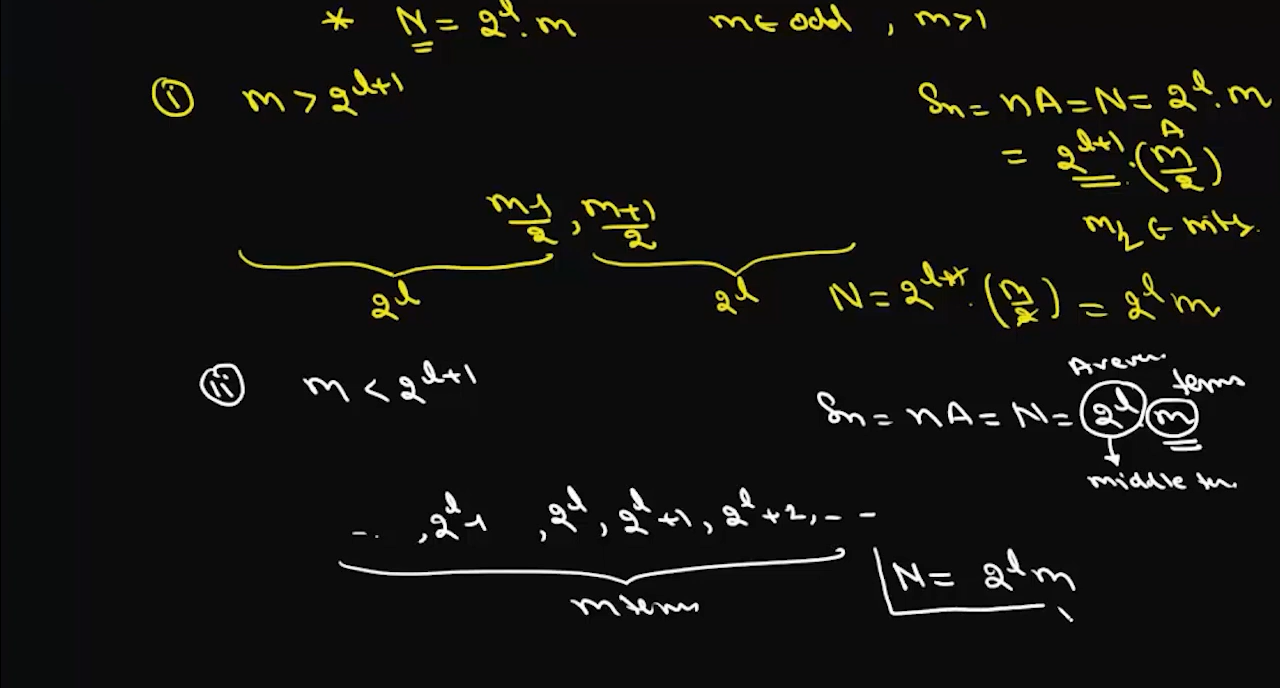 * N = 2^l . m m ∈ odd , m > 1
(i) m > 2^{l+1}
Sn = nA = N = 2^l . m
= 2^{l+1} . (m/2) A
(m-1)/2 , (m+1)/2
m/2 ∈
2^l 2^l N = 2^{l+1} . (m/2) = 2^l m
(ii) m < 2^{l+1}
terms
Sn = nA = N = 2^l . m
middle
.. , 2^l-1 , 2^l , 2^l+1 , 2^l+2 , - -
m terms
N = 2^l m